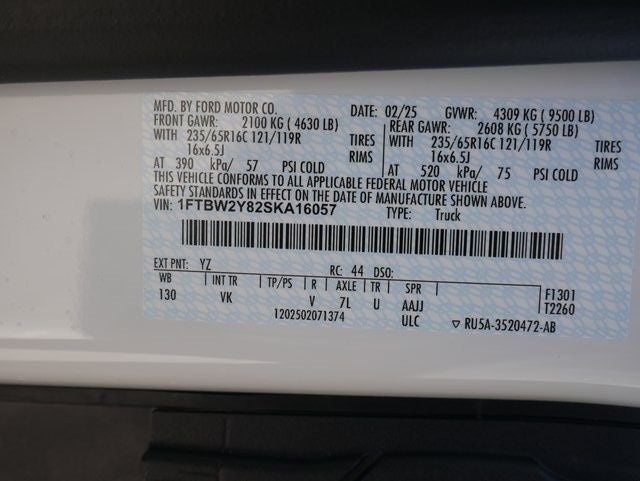 MFD. BY FORD MOTOR CO.
DATE: 02/25 GVWR: 4309 KG ( 9500 LB)
FRONT GAWR: 2100 KG ( 4630 LB)
REAR GAWR: 2608 KG ( 5750 LB)
WITH 235/65R16C 121/119R TIRES
WITH 235/65R16C 121/119R TIRES
16x6.5J RIMS
16x6.5J RIMS
AT 390 kPa/ 57 PSI COLD
AT 520 kPa/ 75 PSI COLD
THIS VEHICLE CONFORMS TO ALL APPLICABLE FEDERAL MOTOR VEHICLE
SAFETY STANDARDS IN EFFECT ON THE DATE OF MANUFACTURE SHOWN ABOVE.
VIN: 1FTBW2Y82SKA16057 TYPE: Truck
EXT PNT: YZ RC: 44 DSO:
WB INT TR TP/PS R AXLE TR SPR
130 VK V 7L U AAJJ
1202502071374 ULC
F1301
T2260
▽ RU5A-3520472-AB